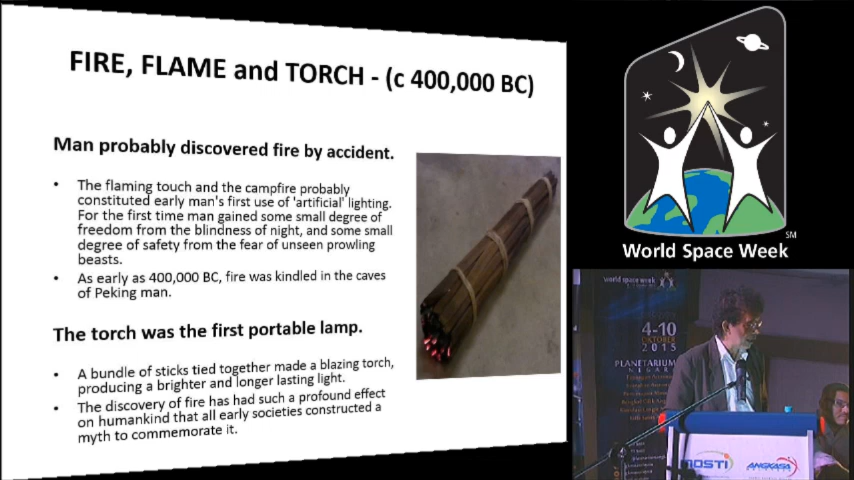 FIRE, FLAME and TORCH - (c 400,000 BC)
Man probably discovered fire by accident.
• The flaming touch and the campfire probably
constituted early man's first use of 'artificial' lighting.
For the first time man gained some small degree of
freedom from the blindness of night, and some small
degree of safety from the fear of unseen prowling
beasts.
• As early as 400,000 BC, fire was kindled in the caves
of Peking man.
The torch was the first portable lamp.
• A bundle of sticks tied together made a blazing torch,
producing a brighter and longer lasting light.
• The discovery of fire has had such a profound effect
on humankind that all early societies constructed a
myth to commemorate it.
SM
World Space Week
world space week
4-10
OKTOBER
2015
PLANETARIUM
NEGARA
MOSTI
ANGKASA